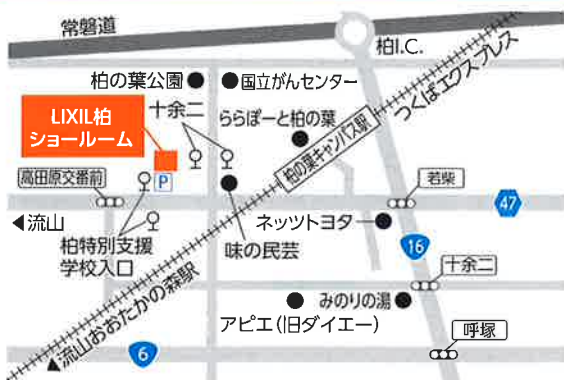 常磐道
柏I.C.
つくばエクスプレス
柏の葉公園
国立がんセンター
LIXIL柏
ショールーム
十余二
ららぽーと柏の葉
柏の葉キャンパス駅
高田原交番前
P
若柴
47
◀流山
柏特別支援
学校入口
味の民芸
ネッツトヨタ
16
十余二
みのりの湯
アピエ(旧ダイエー)
▲流山おおたかの森駅
6
呼塚